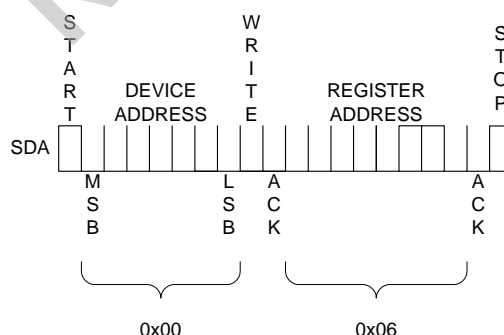 START
DEVICE
ADDRESS
WRITE
REGISTER
ADDRESS
STOP
SDA
MSB
LSB
ACK
ACK
0x00
0x06